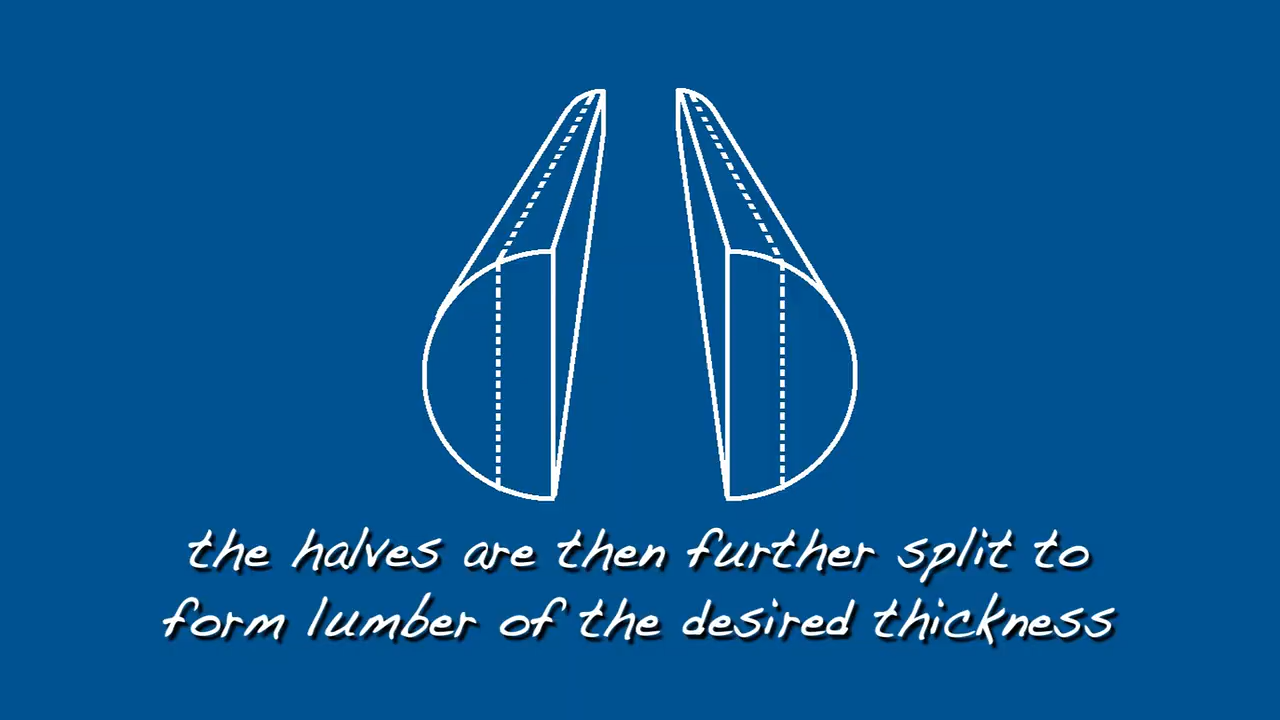 the halves are then further split to
form lumber of the desired thickness